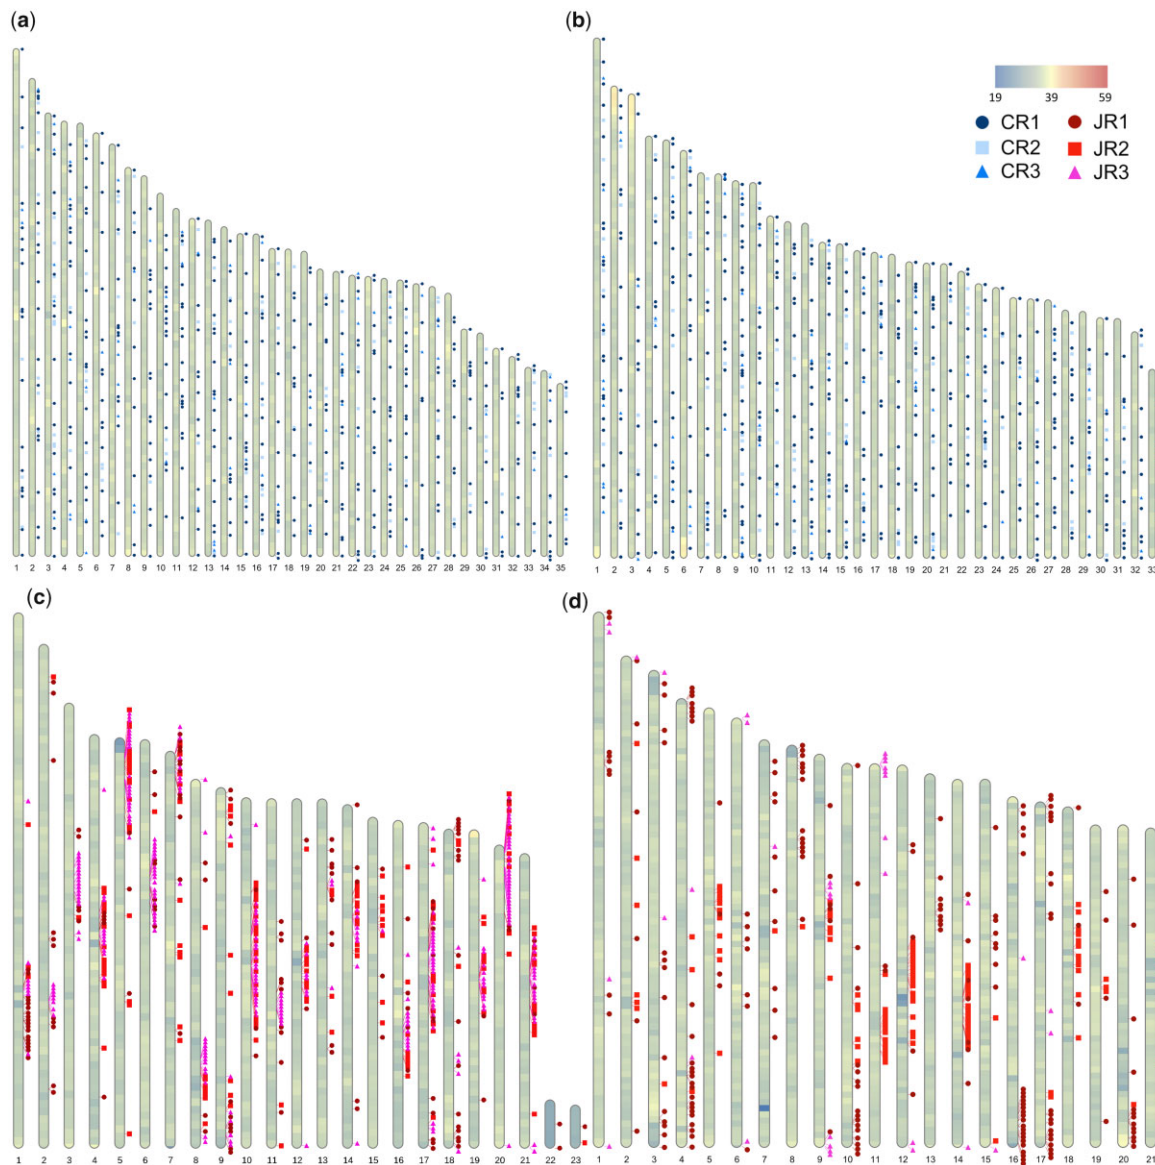 (a)
(b)
19 39 59
CR1 JR1
CR2 JR2
CR3 JR3
1 2 3 4 5 6 7 8 9 10 11 12 13 14 15 16 17 18 19 20 21 22 23 24 25 26 27 28 29 30 31 32 33 34 35
1 2 3 4 5 6 7 8 9 10 11 12 13 14 15 16 17 18 19 20 21 22 23 24 25 26 27 28 29 30 31 32 33
(c)
(d)
1 2 3 4 5 6 7 8 9 10 11 12 13 14 15 16 17 18 19 20 21 22 23
1 2 3 4 5 6 7 8 9 10 11 12 13 14 15 16 17 18 19 20 21